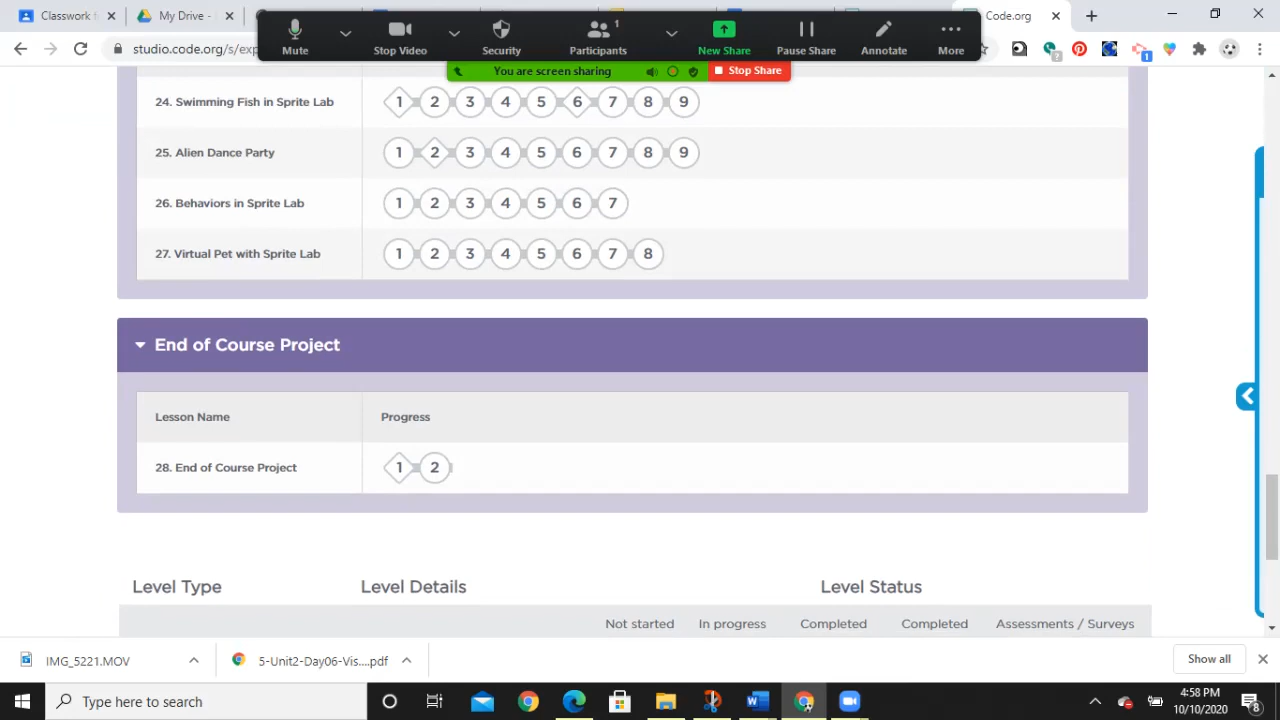 Classwork
My Drive -
Code.org
studio.code.org/s/exp
Mute
Stop Video
Security
Participants
1
New Share
Pause Share
Annotate
More
You are screen sharing
Stop Share
24. Swimming Fish in Sprite Lab
1 2 3 4 5 6 7 8 9
25. Alien Dance Party
1 2 3 4 5 6 7 8 9
26. Behaviors in Sprite Lab
1 2 3 4 5 6 7
27. Virtual Pet with Sprite Lab
1 2 3 4 5 6 7 8
End of Course Project
Lesson Name
Progress
28. End of Course Project
1 2
Level Type
Level Details
Level Status
Not started
In progress
Completed
Completed
Assessments / Surveys
IMG_5221.MOV
5-Unit2-Day06-Vis....pdf
Show all
Type here to search
4:58 PM
10/10/2020
8